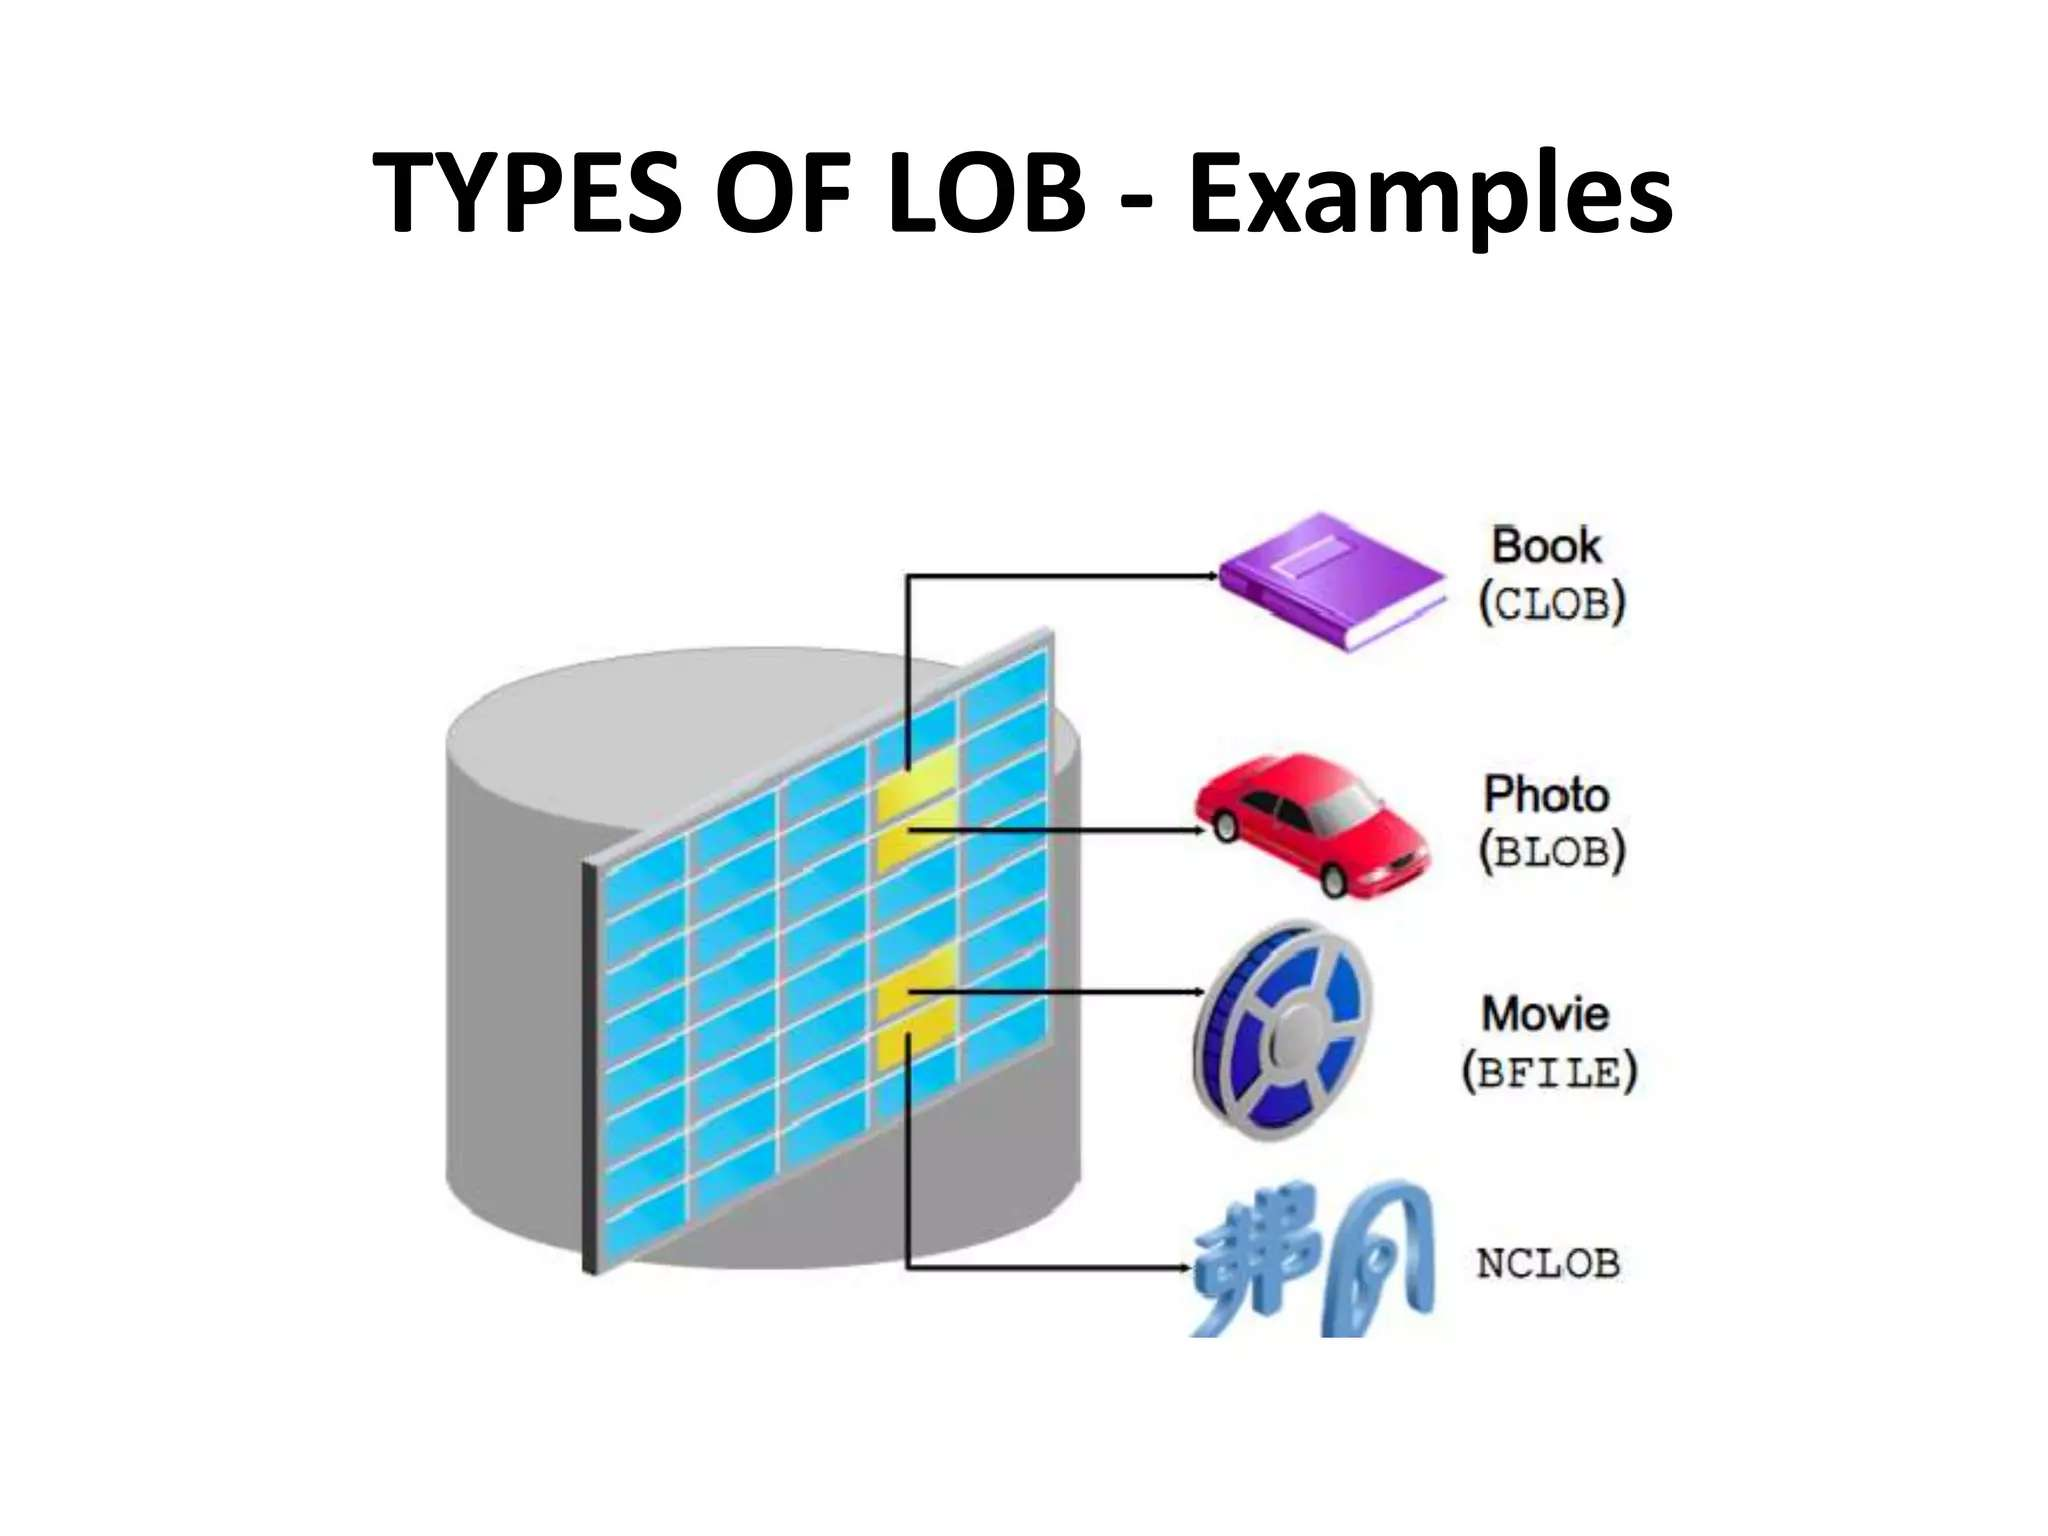 TYPES OF LOB - Examples
Book
(CLOB)
Photo
(BLOB)
Movie
(BFILE)
NCLOB